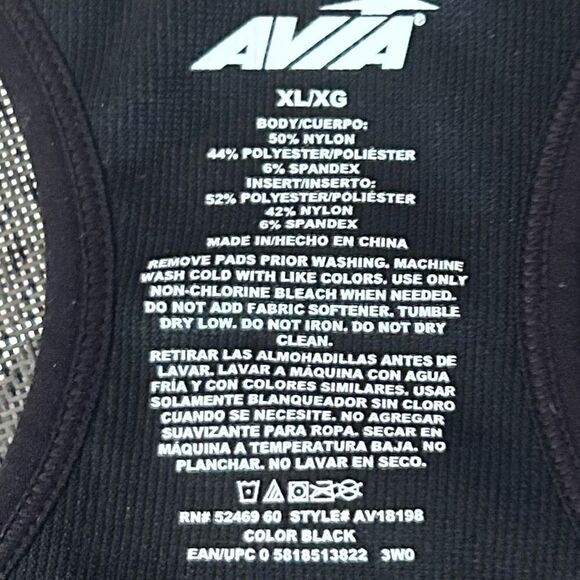 AVIA®
XL/XG
BODY/CUERPO:
50% NYLON
44% POLYESTER/POLIÉSTER
6% SPANDEX
INSERT/INSERTO:
52% POLYESTER/POLIÉSTER
42% NYLON
6% SPANDEX
MADE IN/HECHO EN CHINA
REMOVE PADS PRIOR WASHING. MACHINE
WASH COLD WITH LIKE COLORS. USE ONLY
NON-CHLORINE BLEACH WHEN NEEDED.
DO NOT ADD FABRIC SOFTENER. TUMBLE
DRY LOW. DO NOT IRON. DO NOT DRY
CLEAN.
RETIRAR LAS ALMOHADILLAS ANTES DE
LAVAR. LAVAR A MÁQUINA CON AGUA
FRÍA Y CON COLORES SIMILARES. USAR
SOLAMENTE BLANQUEADOR SIN CLORO
CUANDO SE NECESITE. NO AGREGAR
SUAVIZANTE PARA ROPA. SECAR EN
MÁQUINA A TEMPERATURA BAJA. NO
PLANCHAR. NO LAVAR EN SECO.
RN# 52469 60 STYLE# AV18198
COLOR BLACK
EAN/UPC 0 5818513822 3W0